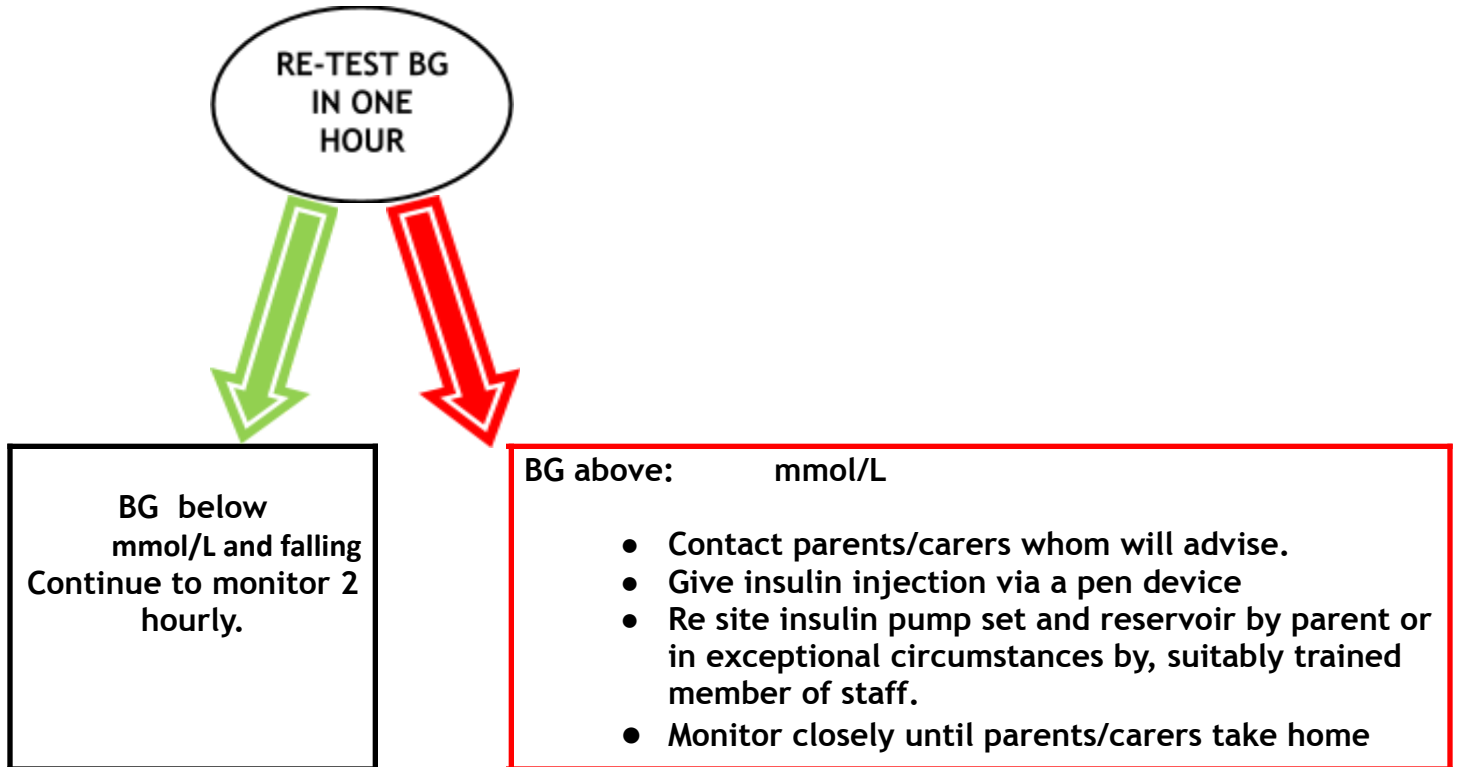 RE-TEST BG
IN ONE
HOUR
BG below
mmol/L and falling
Continue to monitor 2
hourly.
BG above: mmol/L
● Contact parents/carers whom will advise.
● Give insulin injection via a pen device
● Re site insulin pump set and reservoir by parent or
in exceptional circumstances by, suitably trained
member of staff.
● Monitor closely until parents/carers take home